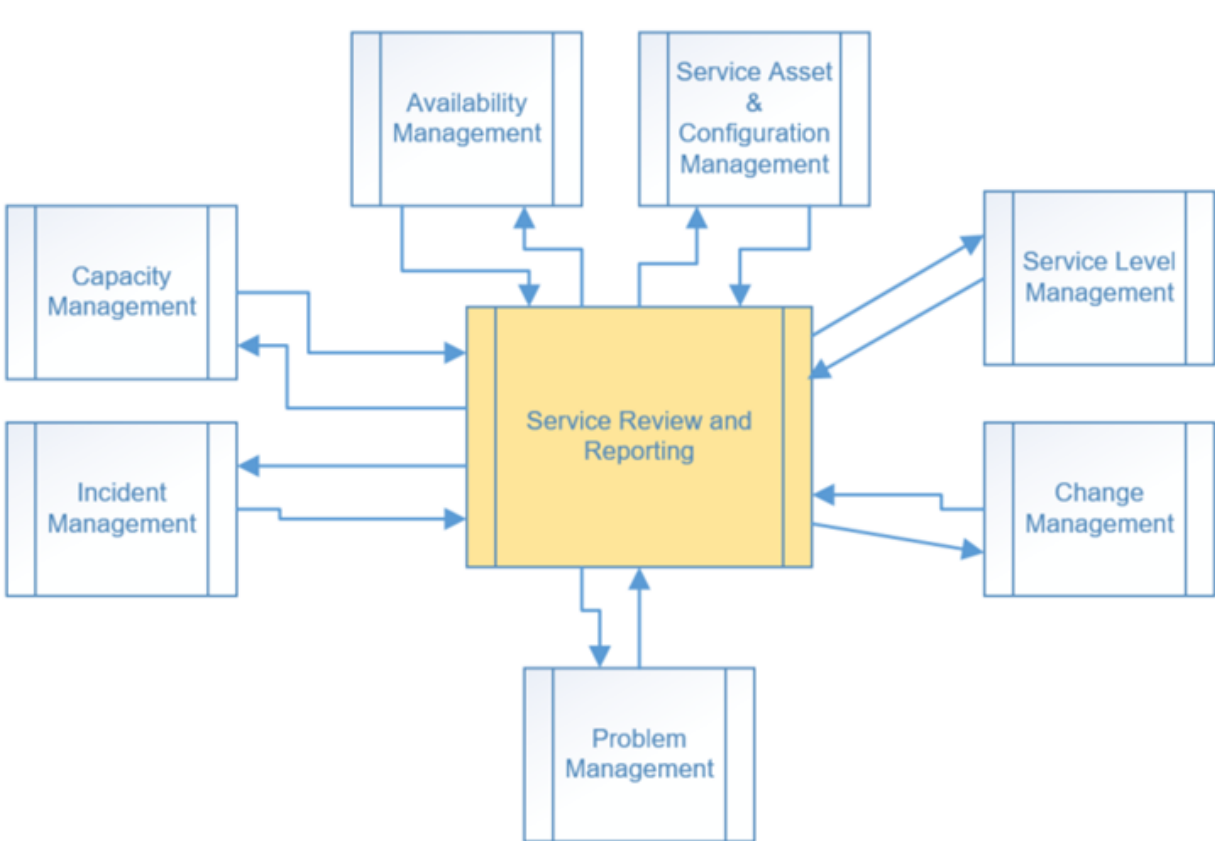 Availability
Management
Service Asset
&
Configuration
Management
Service Level
Management
Capacity
Management
Service Review and
Reporting
Incident
Management
Change
Management
Problem
Management